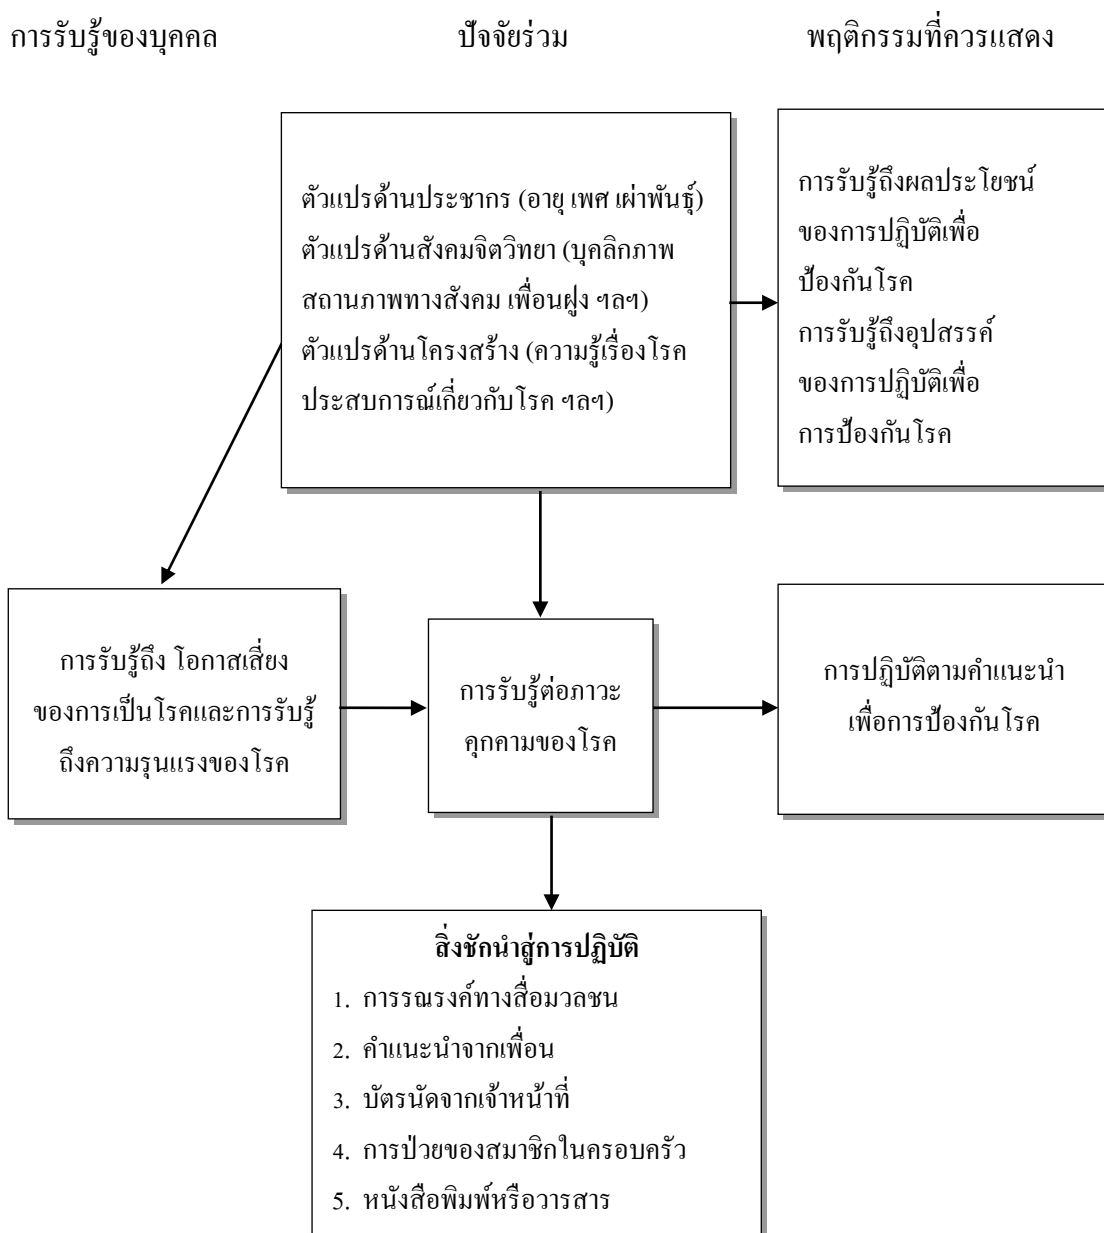 การรับรู้ของบุคคล
ปัจจัยร่วม
พฤติกรรมที่ควรแสดง
ตัวแปรด้านประชากร (อายุ เพศ เผ่าพันธุ์)
ตัวแปรด้านสังคมจิตวิทยา (บุคลิกภาพ
สถานภาพทางสังคม เพื่อนฝูง ฯลฯ)
ตัวแปรด้านโครงสร้าง (ความรู้เรื่องโรค
ประสบการณ์เกี่ยวกับโรค ฯลฯ)
การรับรู้ถึงผลประโยชน์
ของการปฏิบัติเพื่อ
ป้องกันโรค
การรับรู้ถึงอุปสรรค์
ของการปฏิบัติเพื่อ
การป้องกันโรค
การรับรู้ถึง โอกาสเสี่ยง
ของการเป็นโรคและการรับรู้
ถึงความรุนแรงของโรค
การรับรู้ต่อภาวะ
คุกคามของโรค
การปฏิบัติตามคำแนะนำ
เพื่อการป้องกันโรค
สิ่งชักนำสู่การปฏิบัติ
1. การรณรงค์ทางสื่อมวลชน
2. คำแนะนำจากเพื่อน
3. บัตรนัดจากเจ้าหน้าที่
4. การป่วยของสมาชิกในครอบครัว
5. หนังสือพิมพ์หรือวารสาร